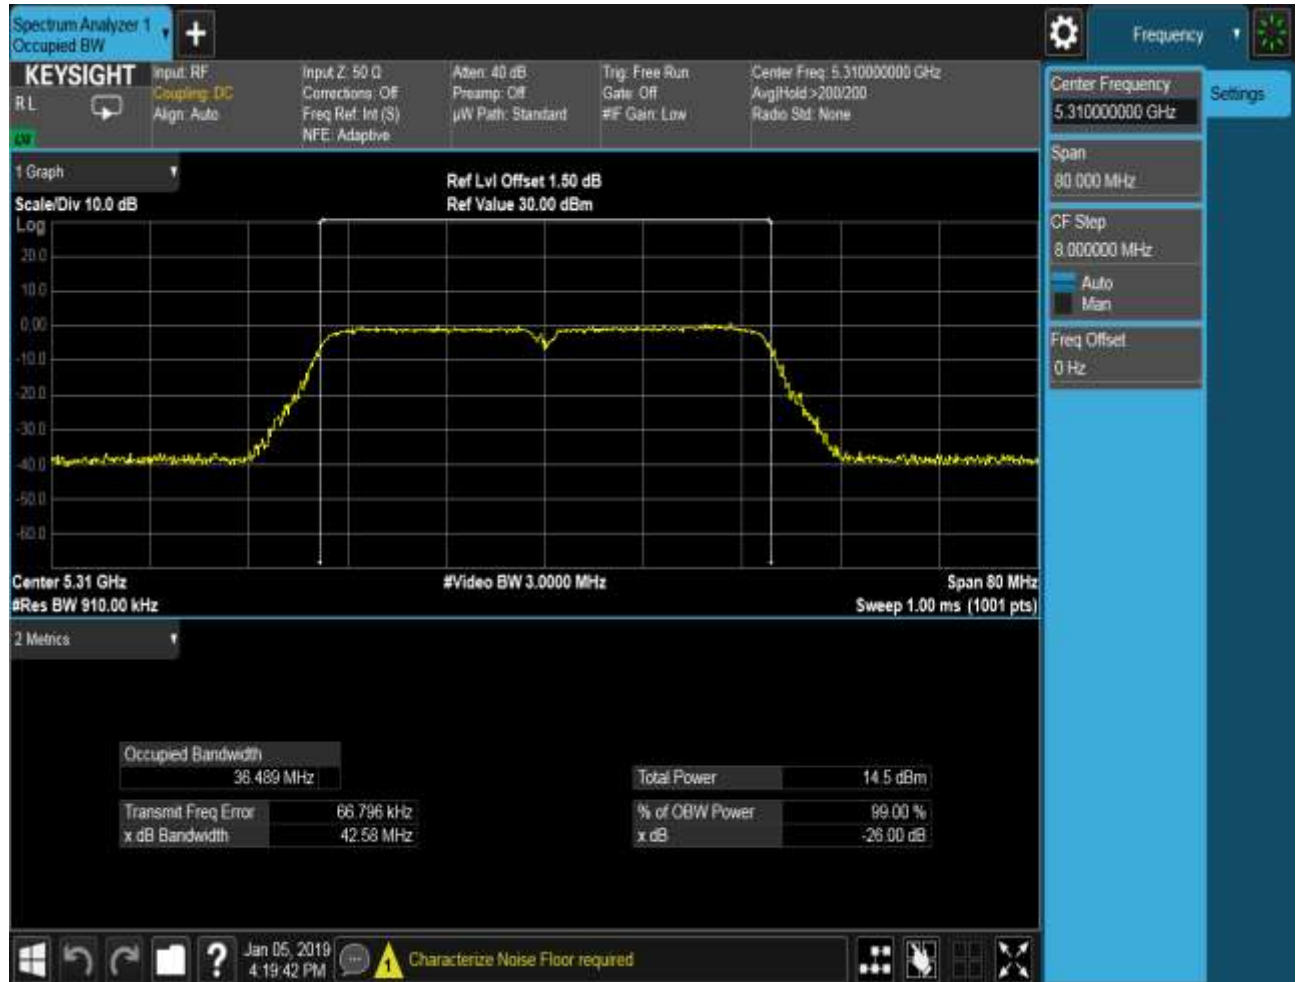 Spectrum Analyzer 1
Occupied BW
Frequency
KEYSIGHT
RL
Input: RF
Coupling: DC
Align: Auto
Input Z: 50 Ω
Corrections: Off
Freq Ref: Int (S)
NFE: Adaptive
Atten: 40 dB
Preamp: Off
µW Path: Standard
Trig: Free Run
Gate: Off
#IF Gain: Low
Center Freq: 5.310000000 GHz
Avg|Hold:>200/200
Radio Std: None
Center Frequency
5.310000000 GHz
Settings
Span
80.000 MHz
CF Step
8.000000 MHz
Auto
Man
Freq Offset
0 Hz
1 Graph
Scale/Div 10.0 dB
Ref Lvl Offset 1.50 dB
Ref Value 30.00 dBm
Log
20.0
10.0
0.00
-10.0
-20.0
-30.0
-40.0
-50.0
-60.0
Center 5.31 GHz
#Video BW 3.0000 MHz
Span 80 MHz
#Res BW 910.00 kHz
Sweep 1.00 ms (1001 pts)
2 Metrics
Occupied Bandwidth
36.489 MHz
Total Power 14.5 dBm
Transmit Freq Error 66.796 kHz
% of OBW Power 99.00 %
x dB Bandwidth 42.58 MHz
x dB -26.00 dB
?
Jan 05, 2019
4:19:42 PM
1
Characterize Noise Floor required